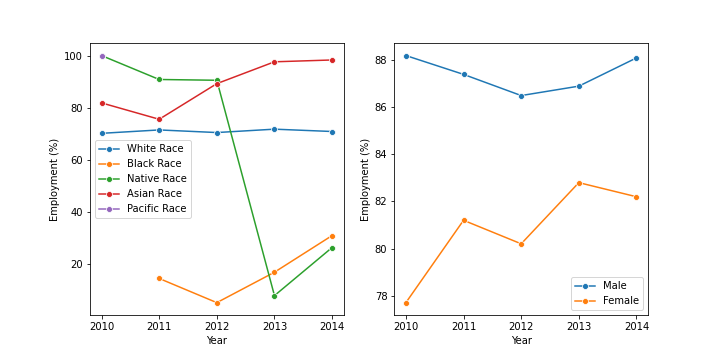 100
80
60
40
20
Employment (%)
White Race
Black Race
Native Race
Asian Race
Pacific Race
2010 2011 2012 2013 2014
Year
88
86
84
82
80
78
Employment (%)
Male
Female
2010 2011 2012 2013 2014
Year